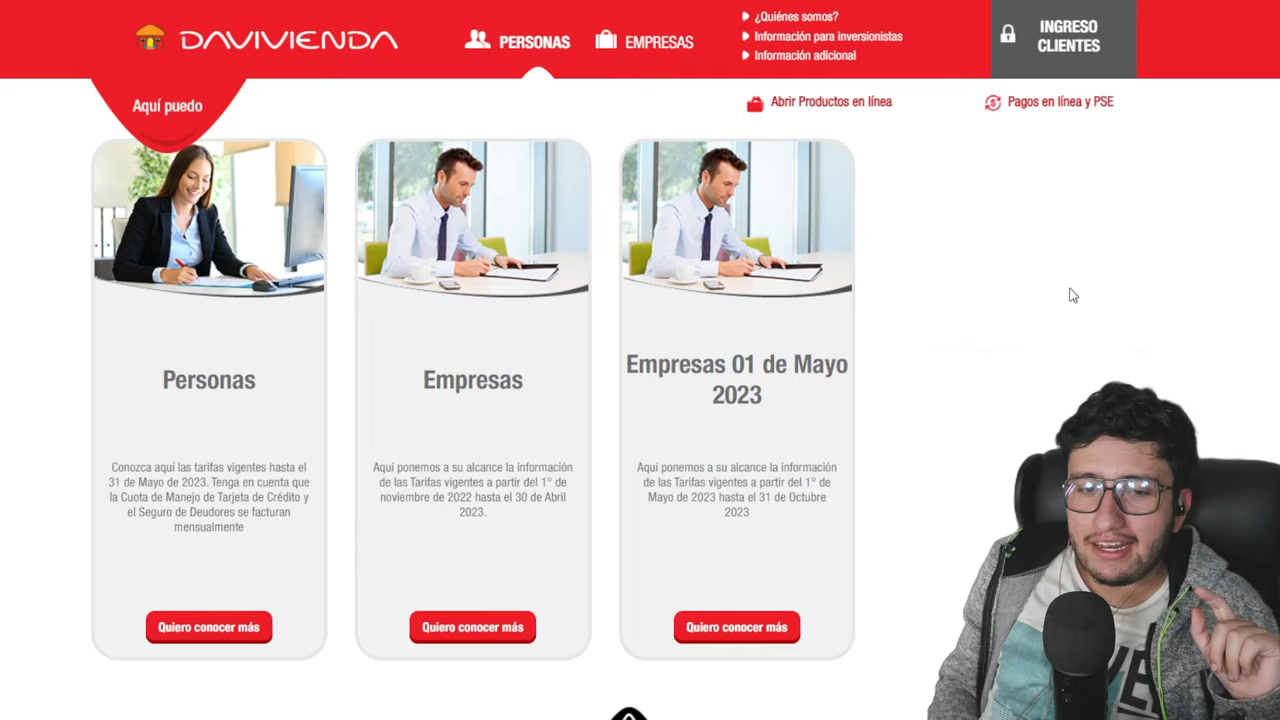 DAVIVIENDA
PERSONAS
EMPRESAS
¿Quiénes somos?
Información para inversionistas
Información adicional
INGRESO
CLIENTES
Aquí puedo
Abrir Productos en línea
Pagos en línea y PSE
Personas
Conozca aquí las tarifas vigentes hasta el
31 de Mayo de 2023. Tenga en cuenta que
la Cuota de Manejo de Tarjeta de Crédito y
el Seguro de Deudores se facturan
mensualmente
Quiero conocer más
Empresas
Aquí ponemos a su alcance la información
de las Tarifas vigentes a partir del 1° de
noviembre de 2022 hasta el 30 de Abril
2023.
Quiero conocer más
Empresas 01 de Mayo
2023
Aquí ponemos a su alcance la información
de las Tarifas vigentes a partir del 1° de
Mayo de 2023 hasta el 31 de Octubre
2023
Quiero conocer más